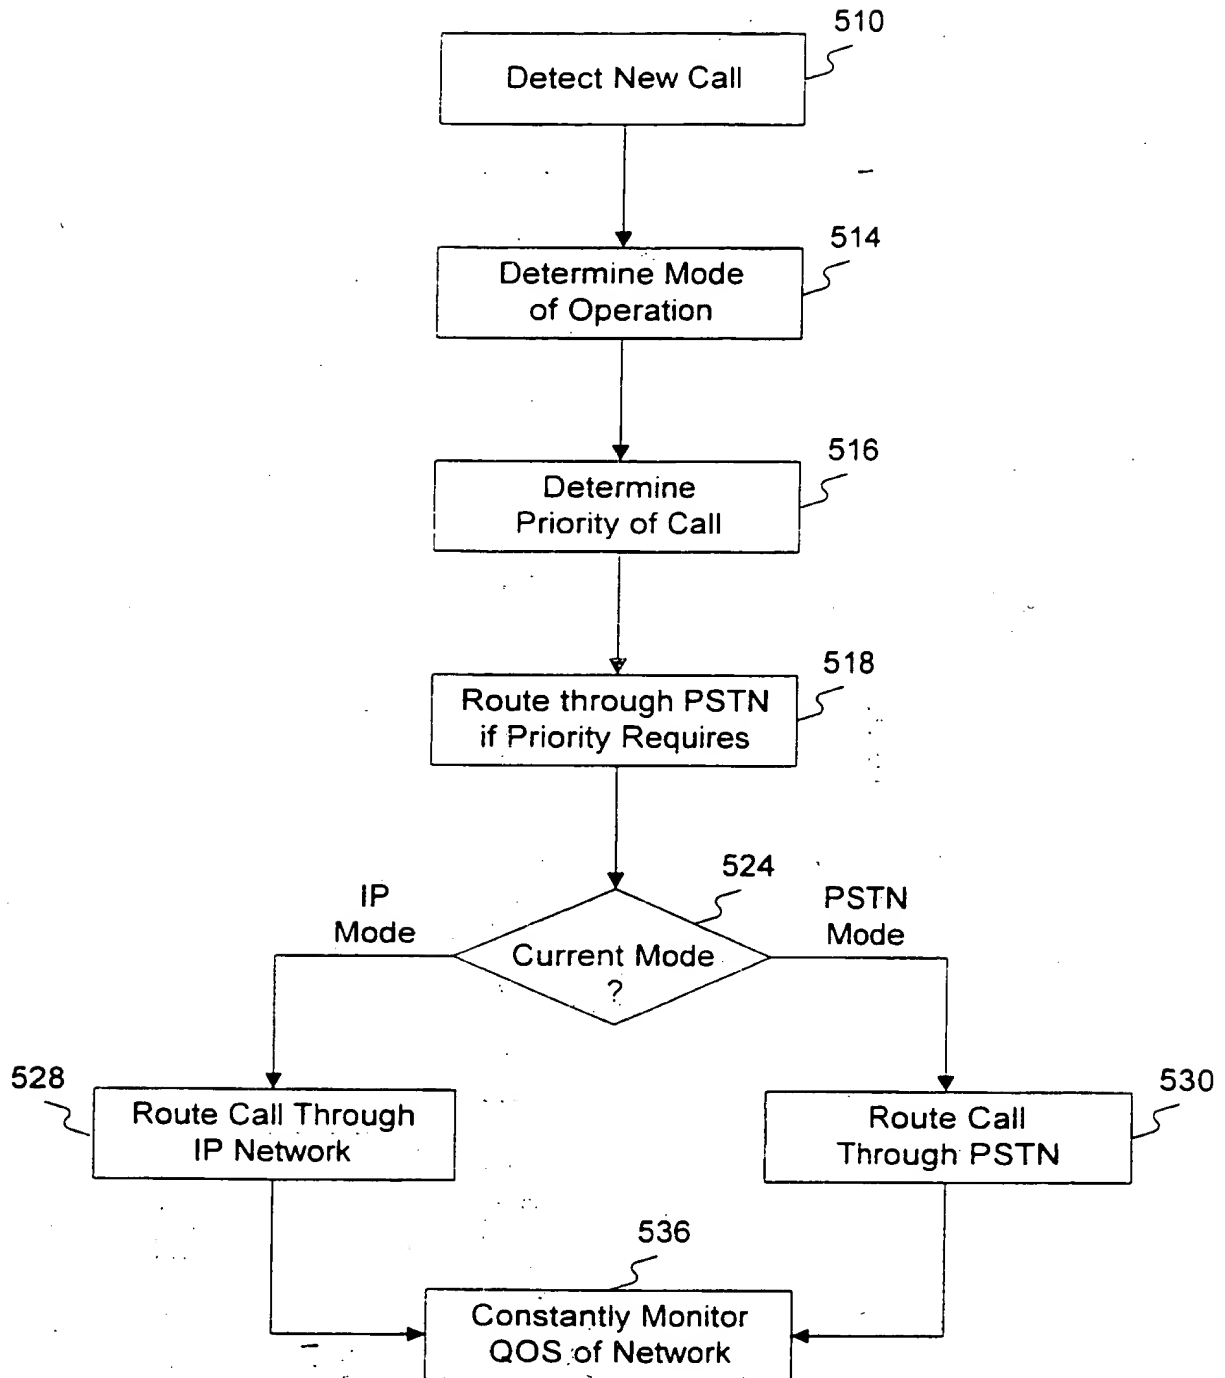 510
Detect New Call
514
Determine Mode
of Operation
516
Determine
Priority of Call
518
Route through PSTN
if Priority Requires
524
IP
Mode
PSTN
Mode
Current Mode
?
528
Route Call Through
IP Network
530
Route Call
Through PSTN
536
Constantly Monitor
QOS of Network